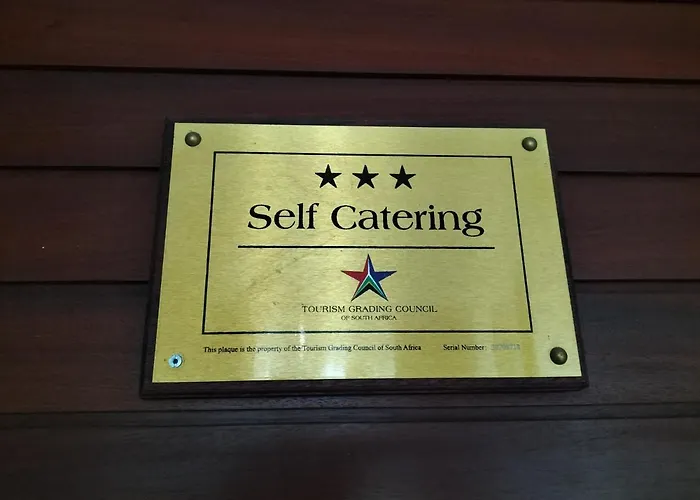 Self Catering
TOURISM GRADING COUNCIL
OF SOUTH AFRICA
This plaque is the property of the Tourism Grading Council of South Africa Serial Number: